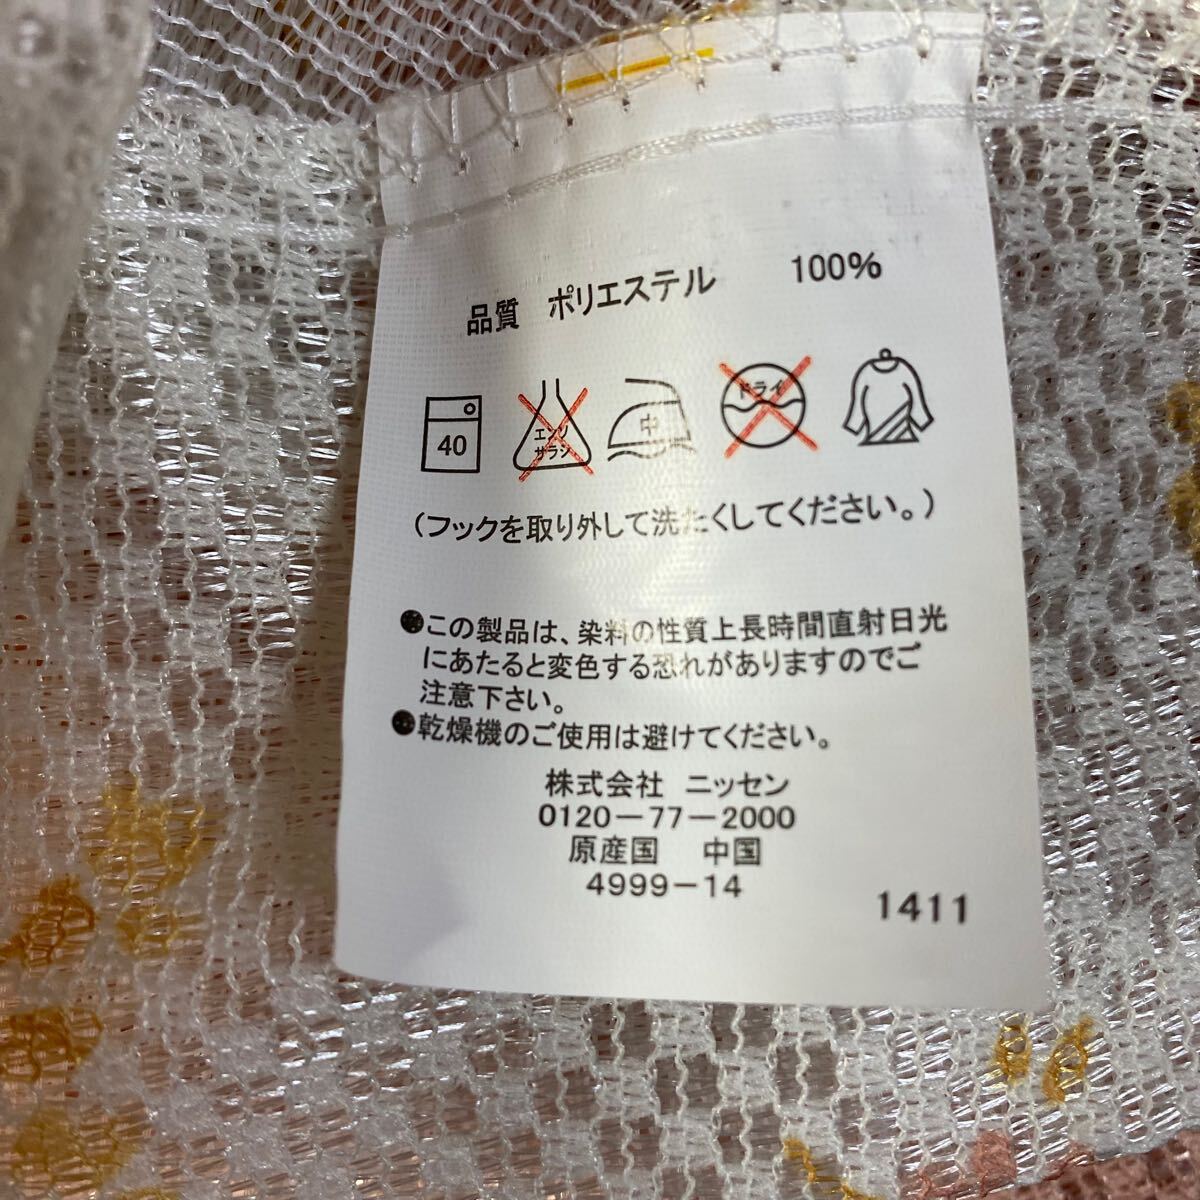 品質 ポリエステル 100%
40 エンソ 中 ドライ
サラシ
(フックを取り外して洗たくしてください。)
●この製品は、染料の性質上長時間直射日光
にあたると変色する恐れがありますのでご
注意下さい。
●乾燥機のご使用は避けてください。
株式会社 ニッセン
0120-77-2000
原産国 中国
4999-14
1411